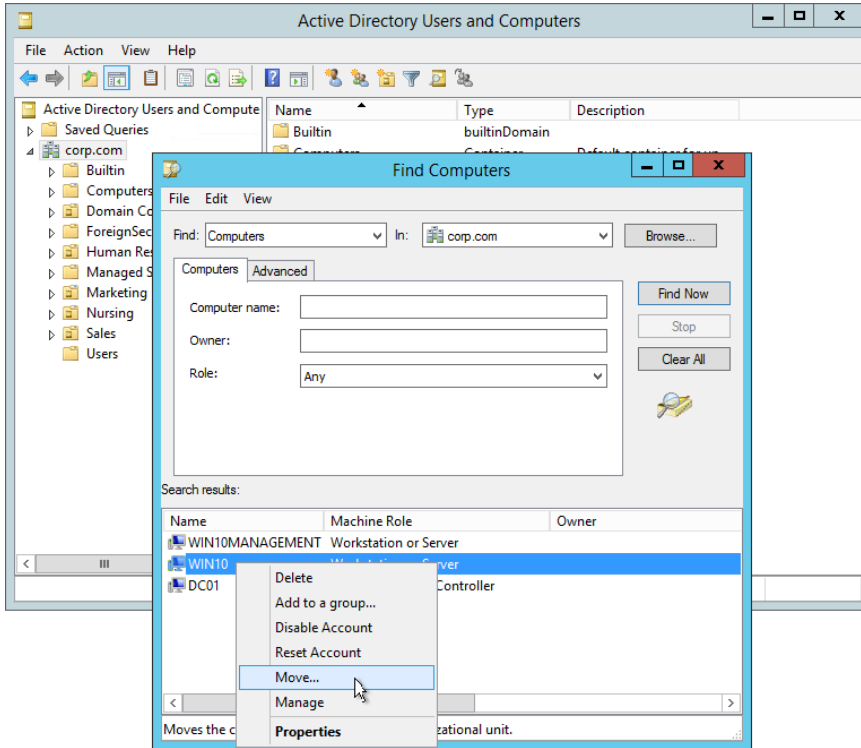 Active Directory Users and Computers
File Action View Help
Active Directory Users and Compute
Name Type Description
Saved Queries
Builtin builtinDomain
corp.com
Builtin
Computers
Domain Co
ForeignSec
Human Res
Managed S
Marketing
Nursing
Sales
Users
Find Computers
File Edit View
Find: Computers In: corp.com Browse...
Computers Advanced
Computer name:
Owner:
Role: Any
Find Now
Stop
Clear All
Search results:
Name Machine Role Owner
WIN10MANAGEMENT Workstation or Server
WIN10
DC01 Controller
Delete
Add to a group...
Disable Account
Reset Account
Move...
Manage
Properties
Moves the c zational unit.